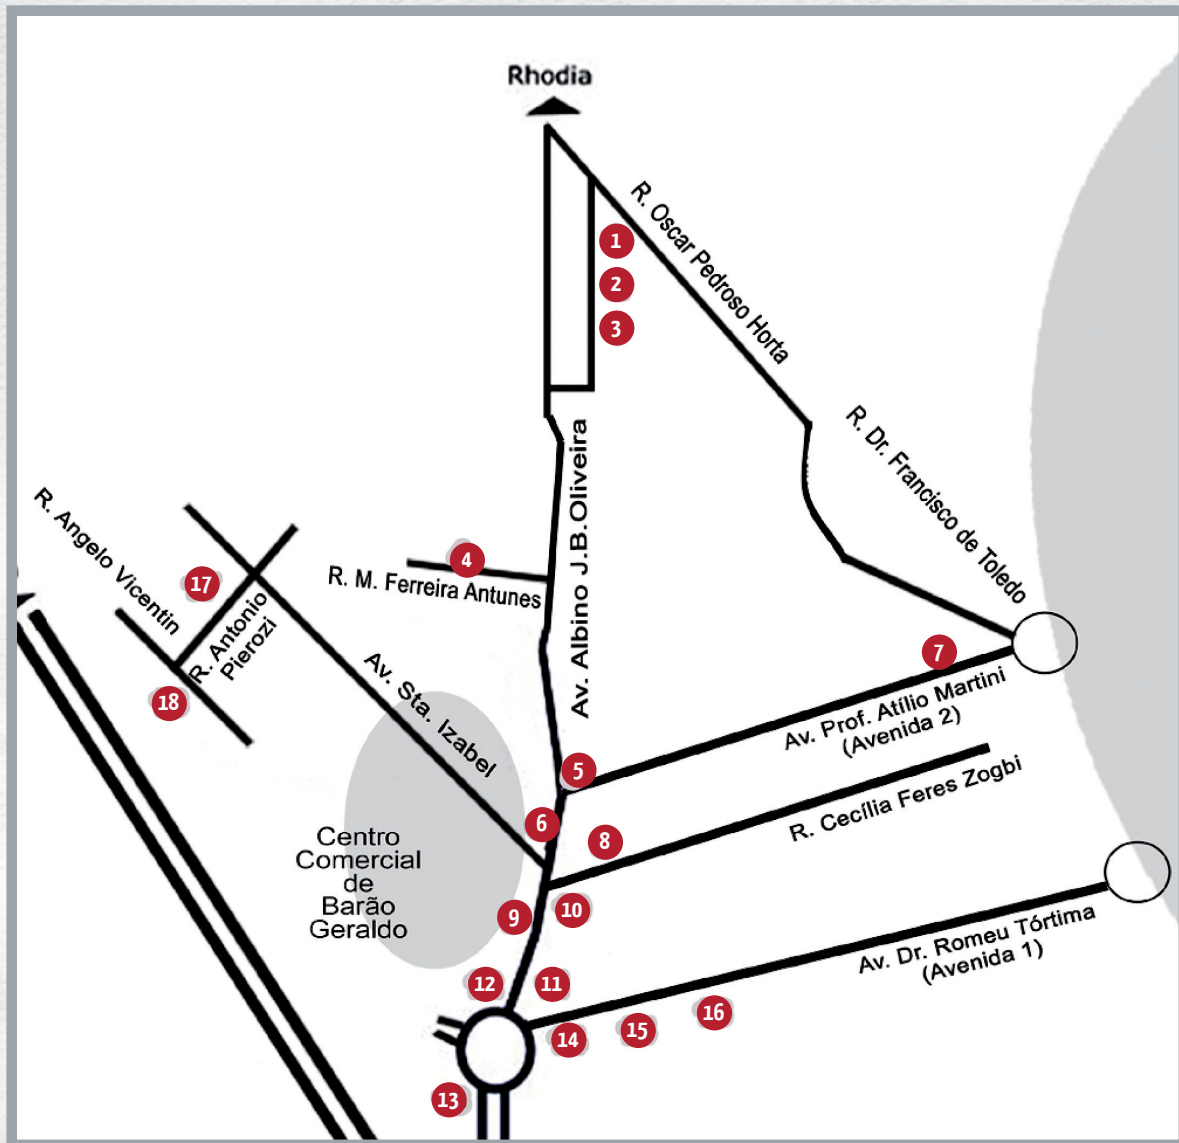 Rhodia
R. Oscar Pedroso Horta
1
2
3
R. Dr. Francisco de Toledo
Av. Albino J.B.Oliveira
R. Angelo Vicentin
17
4
R. M. Ferreira Antunes
R. Antonio
Pierozi
18
Av. Sta. Izabel
7
Av. Prof. Atílio Martini
(Avenida 2)
5
6
8
R. Cecília Feres Zogbi
Centro
Comercial
de
Barão
Geraldo
9
10
Av. Dr. Romeu Tórtima
(Avenida 1)
12
11
14
15
16
13